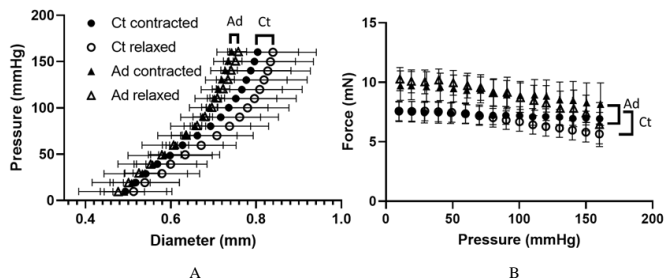 Ct contracted
Ct relaxed
Ad contracted
Ad relaxed
Ad Ct
Pressure (mmHg)
200
150
100
50
0
0.4 0.6 0.8 1.0
Diameter (mm)
A
Force (mN)
15
10
5
0
0 50 100 150 200
Pressure (mmHg)
Ad
Ct
B